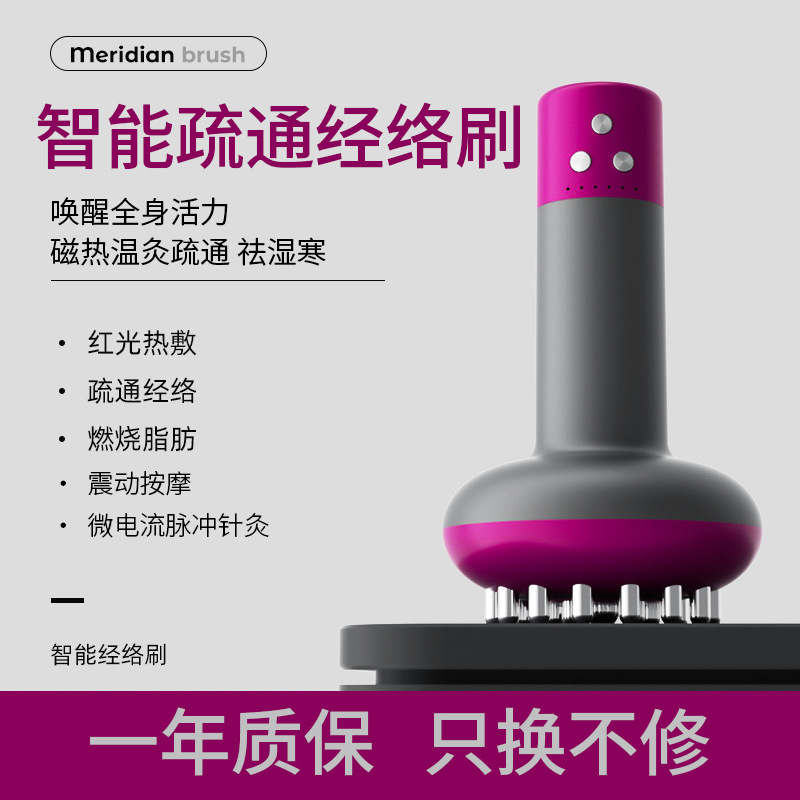 meridian brush
智能疏通经络刷
唤醒全身活力
磁热温灸疏通 祛湿寒
• 红光热敷
• 疏通经络
• 燃烧脂肪
• 震动按摩
• 微电流脉冲针灸
智能经络刷
一年质保 只换不修